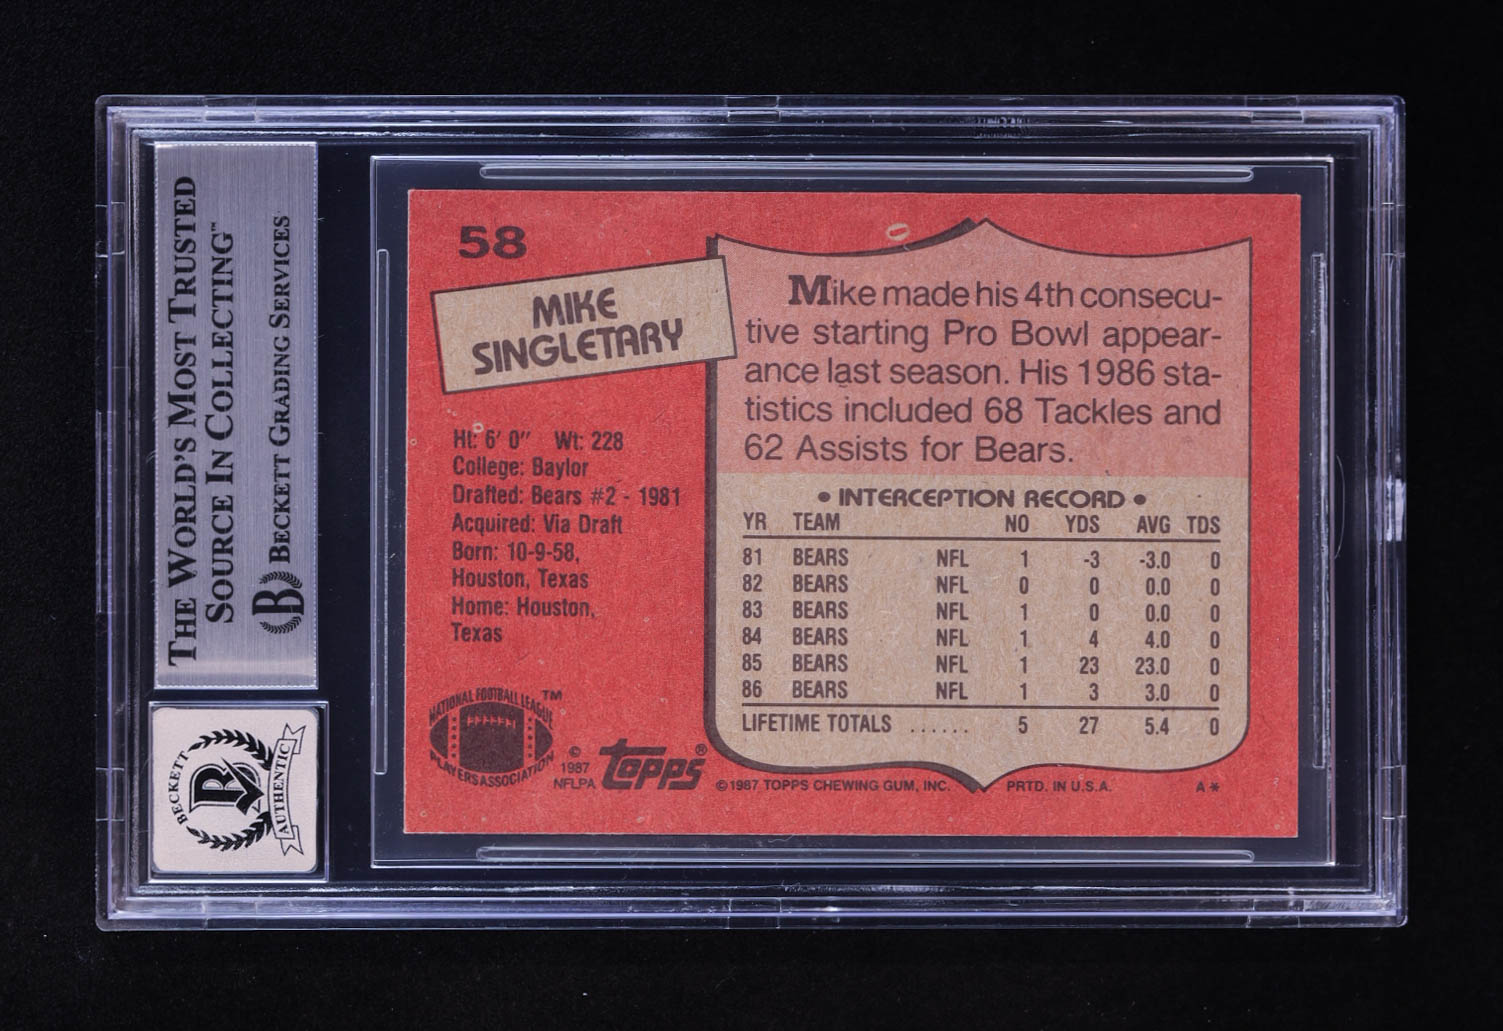 THE WORLD'S MOST TRUSTED
SOURCE IN COLLECTING™
B BECKETT GRADING SERVICES
BECKETT
B
AUTHENTIC
58
MIKE
SINGLETARY
Ht: 6' 0" Wt: 228
College: Baylor
Drafted: Bears #2 - 1981
Acquired: Via Draft
Born: 10-9-58,
Houston, Texas
Home: Houston,
Texas
NATIONAL FOOTBALL LEAGUE ™
PLAYERS ASSOCIATION
©
1987
NFLPA
Topps®
Mike made his 4th consecu-
tive starting Pro Bowl appear-
ance last season. His 1986 sta-
tistics included 68 Tackles and
62 Assists for Bears.
• INTERCEPTION RECORD •
YR TEAM NO YDS AVG TDS
81 BEARS NFL 1 -3 -3.0 0
82 BEARS NFL 0 0 0.0 0
83 BEARS NFL 1 0 0.0 0
84 BEARS NFL 1 4 4.0 0
85 BEARS NFL 1 23 23.0 0
86 BEARS NFL 1 3 3.0 0
LIFETIME TOTALS ...... 5 27 5.4 0
©1987 TOPPS CHEWING GUM, INC. PRTD. IN U.S.A. A*